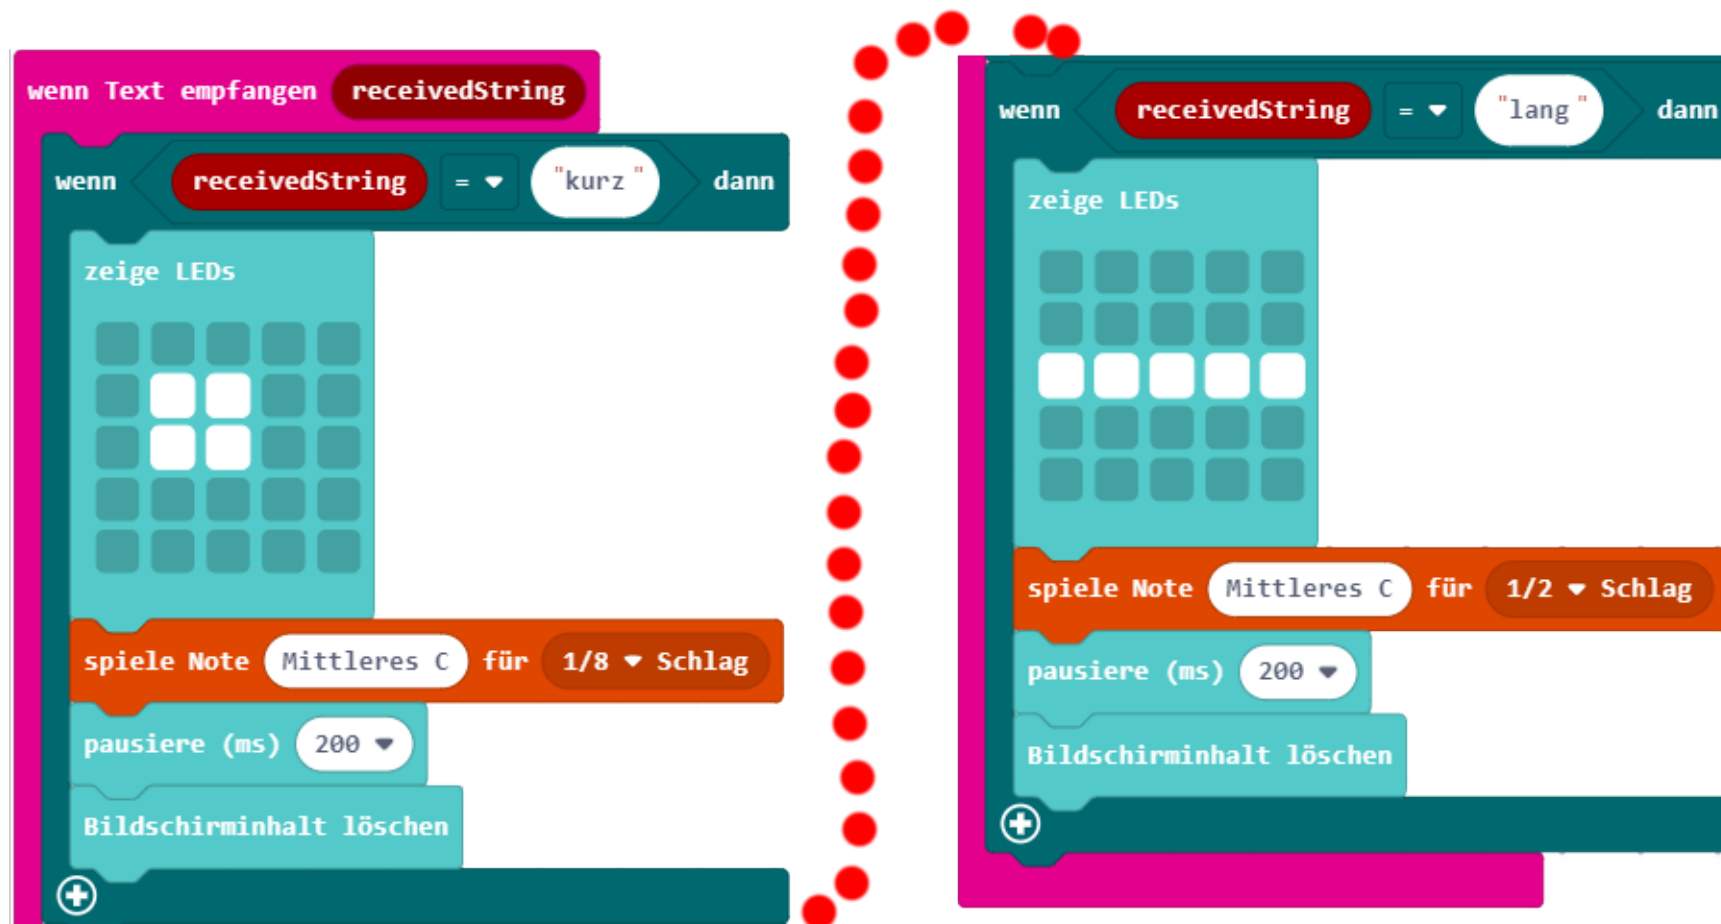 wenn Text empfangen receivedString
wenn receivedString = "kurz" dann
zeige LEDs
spiele Note Mittleres C für 1/8 Schlag
pausiere (ms) 200
Bildschirminhalt löschen
wenn receivedString = "lang" dann
zeige LEDs
spiele Note Mittleres C für 1/2 Schlag
pausiere (ms) 200
Bildschirminhalt löschen